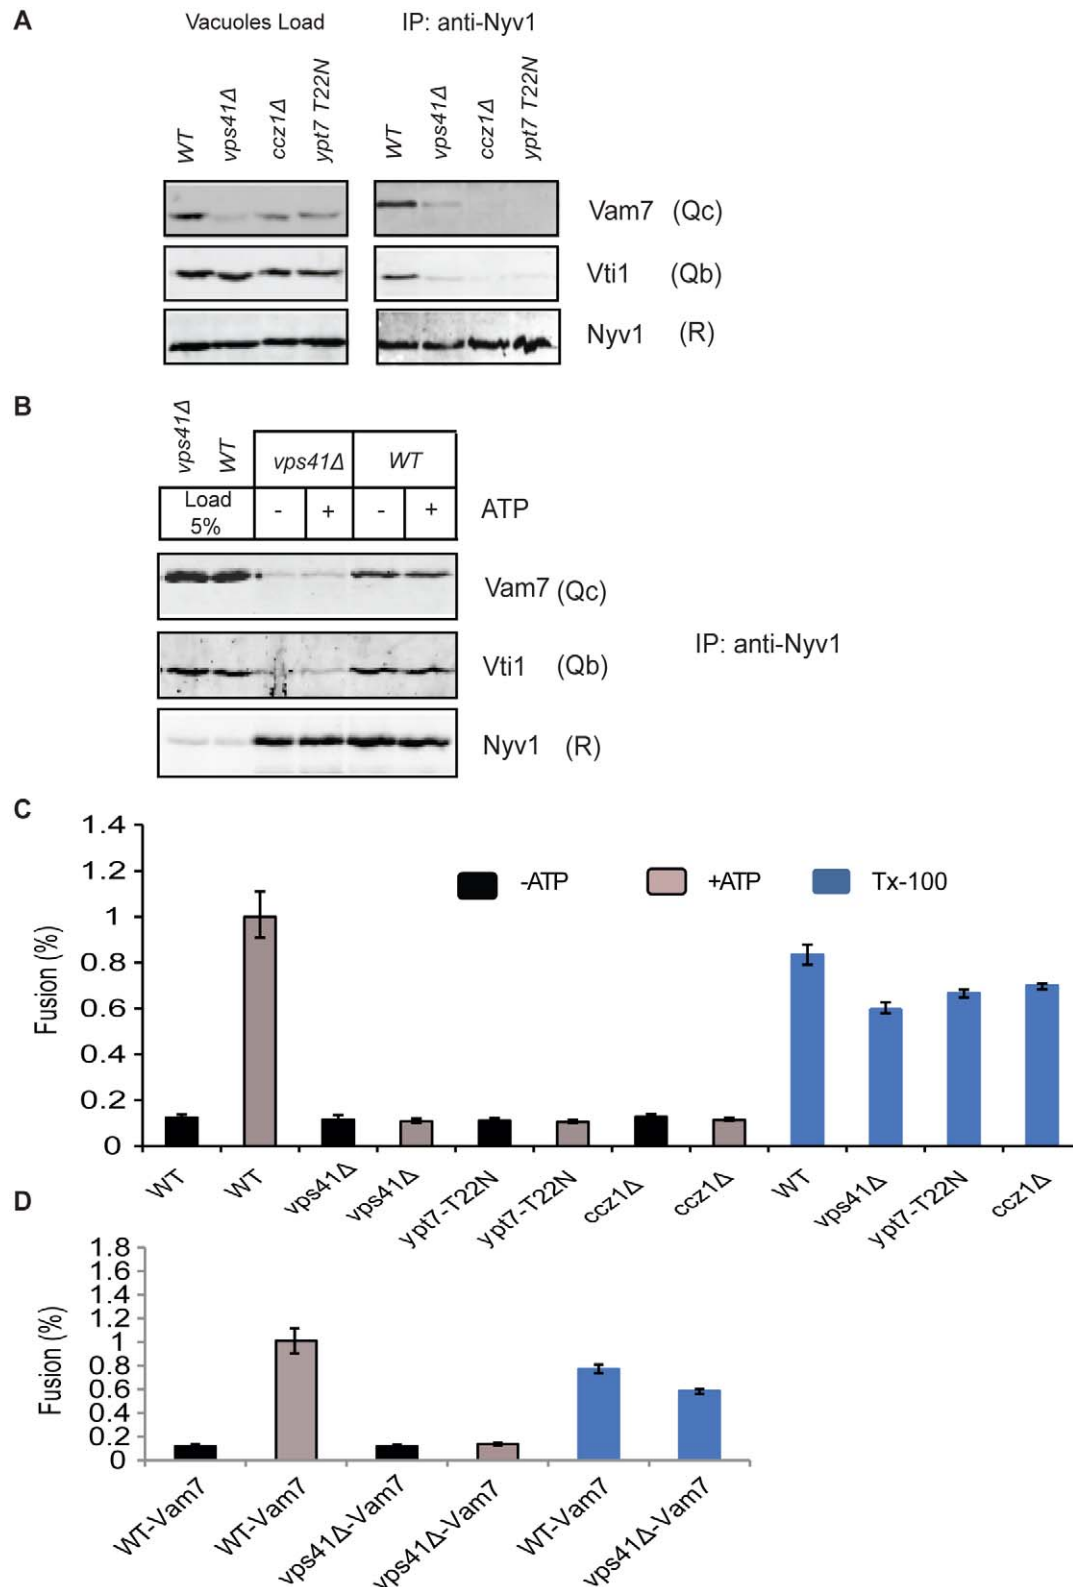 A
Vacuoles Load
IP: anti-Nyv1
WT
vps41Δ
ccz1Δ
ypt7 T22N
WT
vps41Δ
ccz1Δ
ypt7 T22N
Vam7 (Qc)
Vti1 (Qb)
Nyv1 (R)
B
vps41Δ
WT
vps41Δ
WT
Load
5%
- + - + ATP
Vam7 (Qc)
Vti1 (Qb)
IP: anti-Nyv1
Nyv1 (R)
C
Fusion (%)
1.4
1.2
1
0.8
0.6
0.4
0.2
0
-ATP
+ATP
Tx-100
WT
WT
vps41Δ
vps41Δ
ypt7-T22N
ypt7-T22N
ccz1Δ
ccz1Δ
WT
vps41Δ
ypt7-T22N
ccz1Δ
D
Fusion (%)
1.8
1.6
1.4
1.2
1
0.8
0.6
0.4
0.2
0
WT-Vam7
WT-Vam7
vps41Δ-Vam7
vps41Δ-Vam7
WT-Vam7
vps41Δ-Vam7